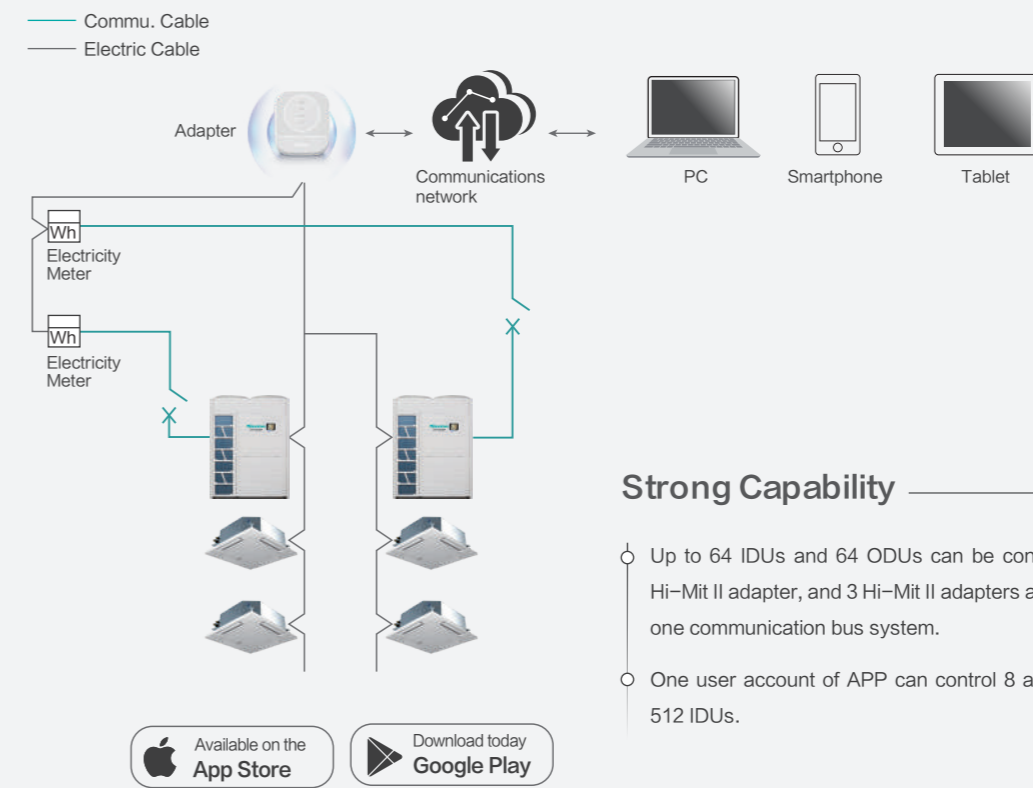 Commu. Cable
Electric Cable
Adapter
Communications
network
PC
Smartphone
Tablet
Wh
Electricity
Meter
Wh
Electricity
Meter
Hisense
Hisense
Strong Capability
Up to 64 IDUs and 64 ODUs can be con
Hi-Mit II adapter, and 3 Hi-Mit II adapters a
one communication bus system.
One user account of APP can control 8 a
512 IDUs.
Available on the
App Store
Download today
Google Play